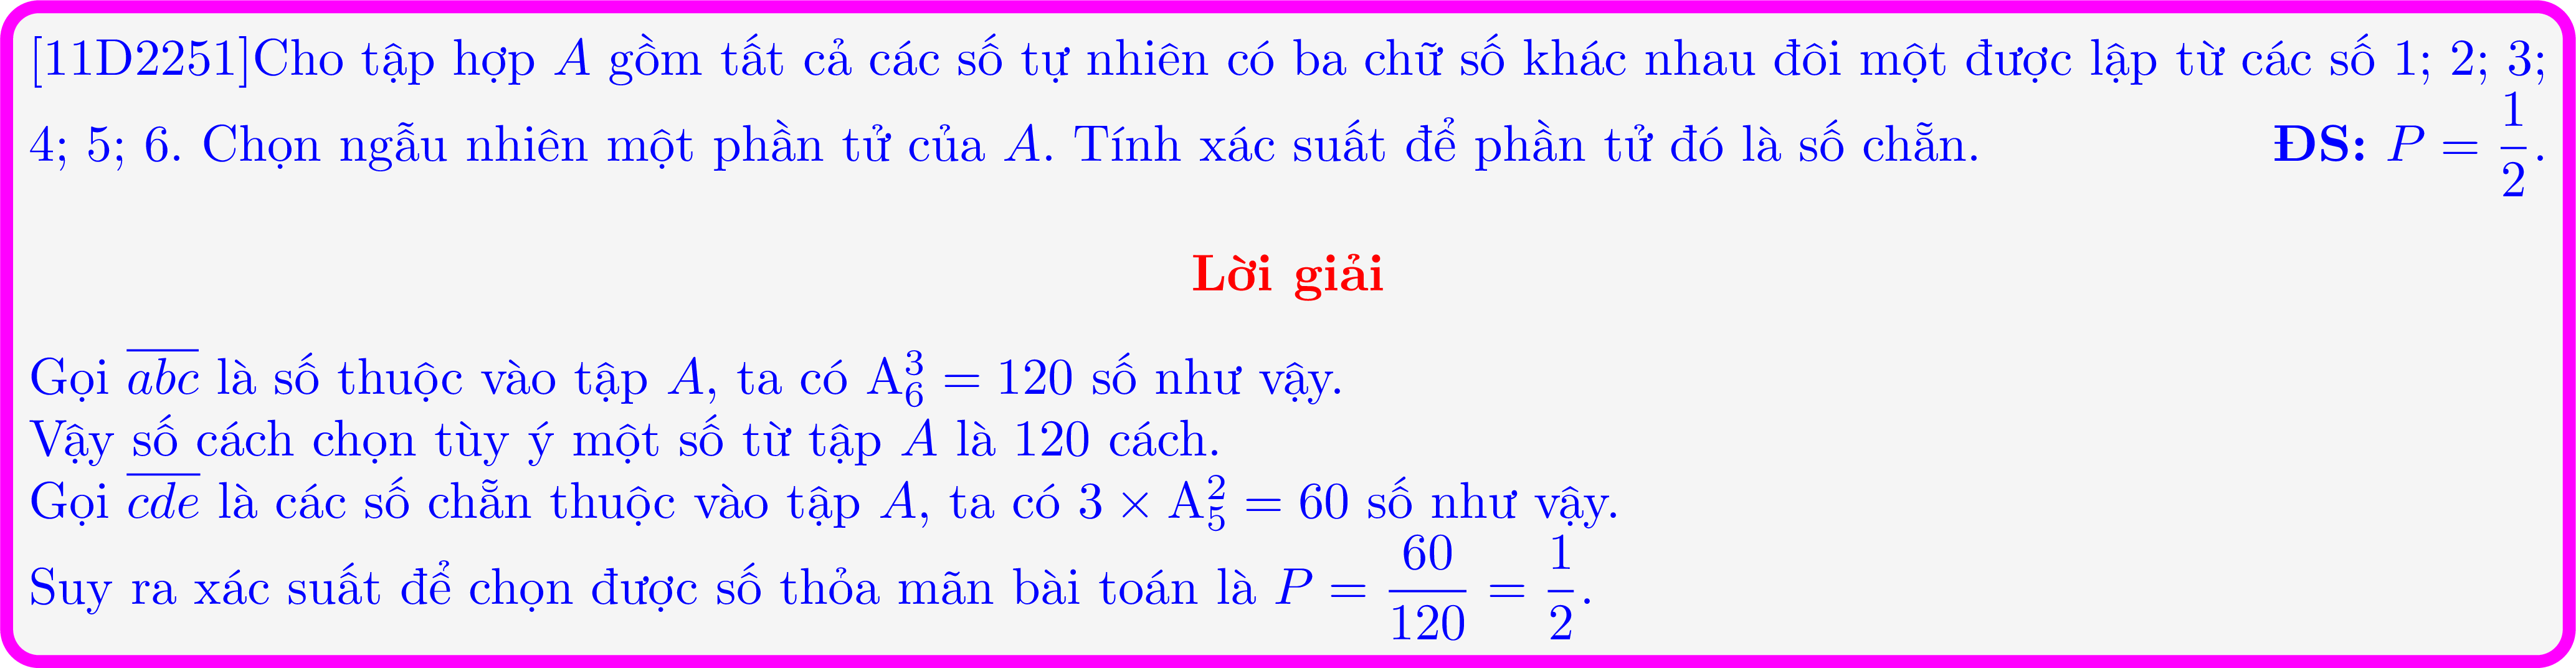 [11D2251]Cho tập hợp A gồm tất cả các số tự nhiên có ba chữ số khác nhau đôi một được lập từ các số 1; 2; 3;
4; 5; 6. Chọn ngẫu nhiên một phần tử của A. Tính xác suất để phần tử đó là số chẵn. ĐS: $P = \frac{1}{2}$.
Lời giải
Gọi $\overline{abc}$ là số thuộc vào tập A, ta có $\mathrm{A}_6^3 = 120$ số như vậy.
Vậy số cách chọn tùy ý một số từ tập A là 120 cách.
Gọi $\overline{cde}$ là các số chẵn thuộc vào tập A, ta có $3 \times \mathrm{A}_5^2 = 60$ số như vậy.
Suy ra xác suất để chọn được số thỏa mãn bài toán là $P = \frac{60}{120} = \frac{1}{2}$.